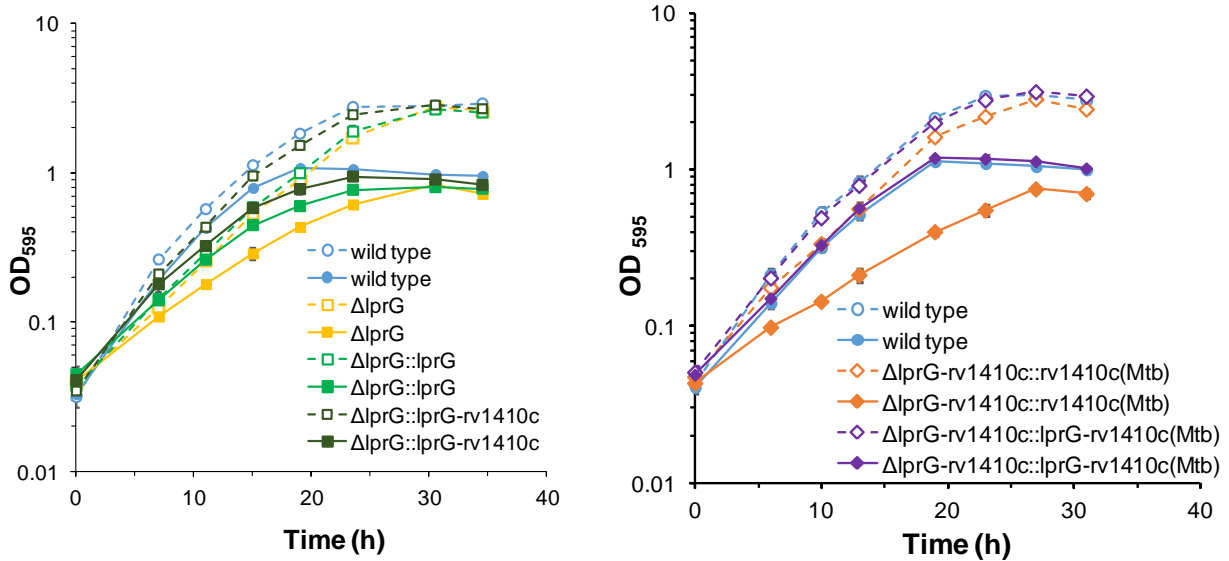 10
1
0.1
0.01
OD595
0
10
20
30
40
Time (h)
wild type
wild type
ΔlprG
ΔlprG
ΔlprG::lprG
ΔlprG::lprG
ΔlprG::lprG-rv1410c
ΔlprG::lprG-rv1410c
10
1
0.1
0.01
OD 595
0
10
20
30
40
Time (h)
wild type
wild type
ΔlprG-rv1410c::rv1410c(Mtb)
ΔlprG-rv1410c::rv1410c(Mtb)
ΔlprG-rv1410c::lprG-rv1410c(Mtb)
ΔlprG-rv1410c::lprG-rv1410c(Mtb)